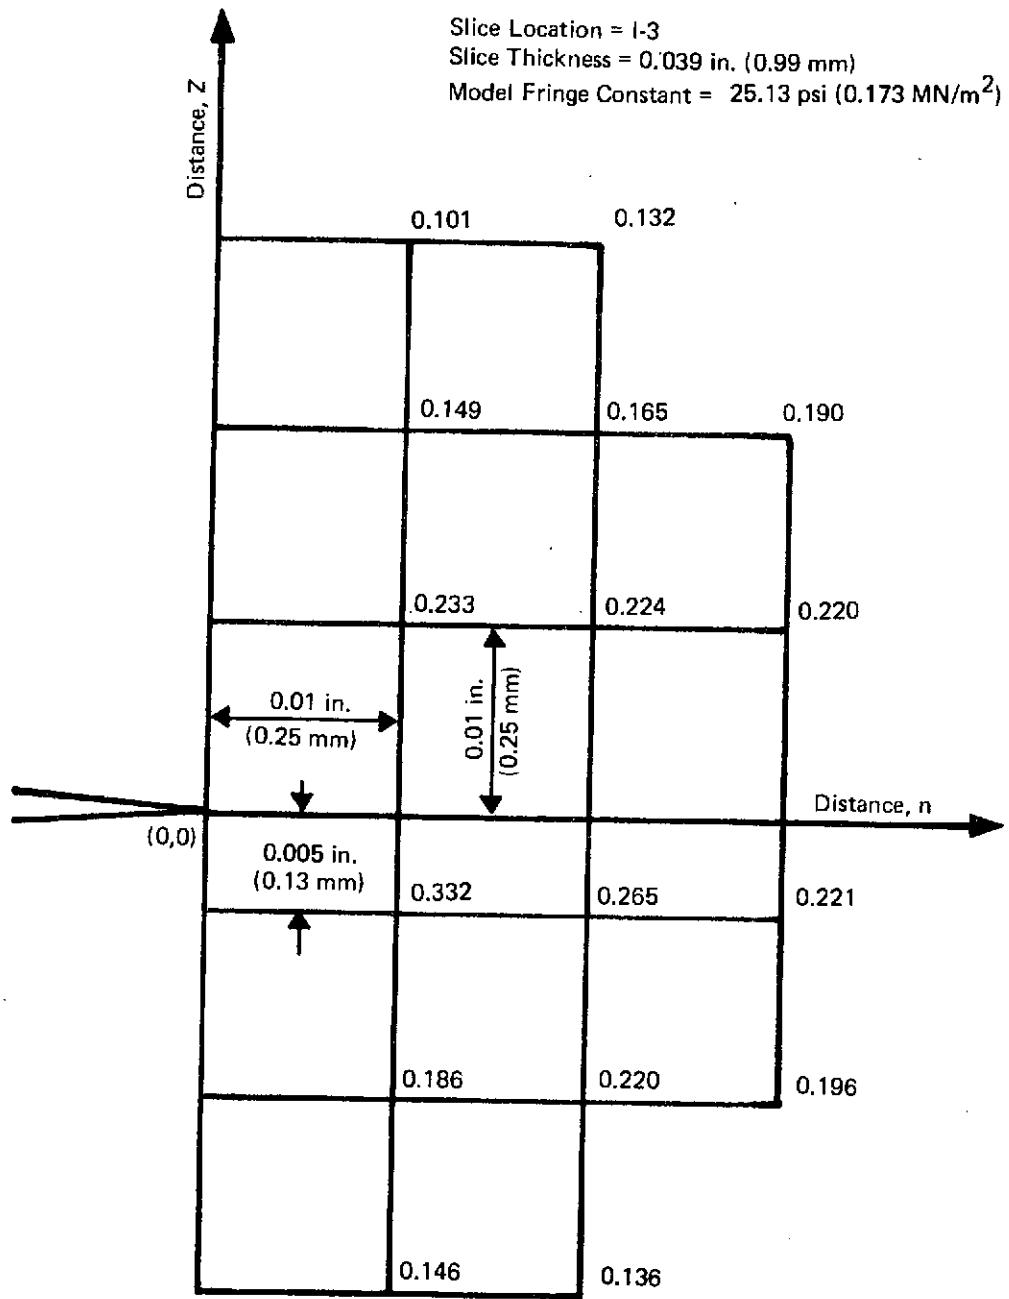 Slice Location = I-3
Slice Thickness = 0.039 in. (0.99 mm)
Model Fringe Constant = 25.13 psi (0.173 MN/m²)
Distance, Z
0.101
0.132
0.149
0.165
0.190
0.233
0.224
0.220
0.01 in.
(0.25 mm)
0.01 in.
(0.25 mm)
Distance, n
(0,0)
0.005 in.
(0.13 mm)
0.332
0.265
0.221
0.186
0.220
0.196
0.146
0.136